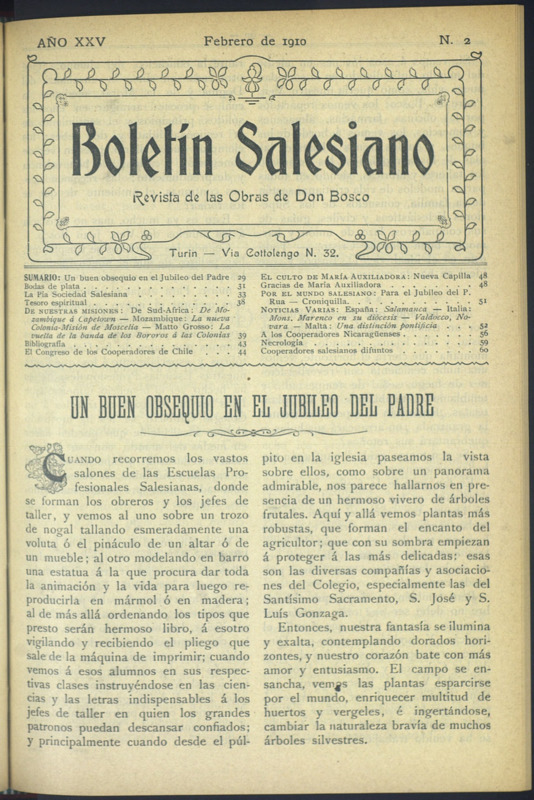 AÑO XXV Febrero de 1910 N. 2
Boletín Salesiano
Revista de las Obras de Don Bosco
Turin — Via Cottolengo N. 32.
SUMARIO: Un buen obsequio en el Jubileo del Padre 29
Bodas de plata . . . . . . . . . . 31
La Pia Sociedad Salesiana . . . . . . . 33
Tesoro espiritual . . . . . . . . . . 38
DE NUESTRAS MISIONES: De Sud-Africa: De Mo-
zembique á Capetown — Mozambique: La nueva
Colonia-Misión de Moscelia — Matto Grosso: La
vuelta de la banda de los Bororos á las Colonias 39
Bibliografía . . . . . . . . . . . 43
El Congreso de los Cooperadores de Chile . . . 44
EL CULTO DE MARÍA AUXILIADORA: Nueva Capilla 48
Gracias de María Auxiliadora . . . . . . 48
POR EL MUNDO SALESIANO: Para el Jubileo del P.
Rua — Croniquilla. . . . . . . . . . 51
NOTICIAS VARIAS: España: Salamanca — Italia:
Mons. Marenco en su diócesis — Valdocco, No-
vara — Malta: Una distinción pontificia . . . 52
A los Cooperadores Nicaragüenses . . . . . 56
Necrologia . . . . . . . . . . . 59
Cooperadores salesianos difuntos . . . . . 60
UN BUEN OBSEQUIO EN EL JUBILEO DEL PADRE
CUANDO recorremos los vastos
salones de las Escuelas Pro-
fesionales Salesianas, donde
se forman los obreros y los jefes de
taller, y vemos al uno sobre un trozo
de nogal tallando esmeradamente una
voluta ó el pináculo de un altar ó de
un mueble; al otro modelando en barro
una estatua á la que procura dar toda
la animación y la vida para luego re-
producirla en mármol ó en madera;
al de más allá ordenando los tipos que
presto serán hermoso libro, á esotro
vigilando y recibiendo el pliego que
sale de la máquina de imprimir; cuando
vemos á esos alumnos en sus respec-
tivas clases instruyéndose en las cien-
cias y las letras indispensables á los
jefes de taller en quien los grandes
patronos puedan descansar confiados;
y principalmente cuando desde el púl-
pito en la iglesia paseamos la vista
sobre ellos, como sobre un panorama
admirable, nos parece hallarnos en pre-
sencia de un hermoso vivero de árboles
frutales. Aquí y allá vemos plantas más
robustas, que forman el encanto del
agricultor; que con su sombra empiezan
á proteger á las más delicadas: esas
son las diversas compañías y asociacio-
nes del Colegio, especialmente las del
Santísimo Sacramento, S. José y S.
Luís Gonzaga.
Entonces, nuestra fantasía se ilumina
y exalta, contemplando dorados hori-
zontes, y nuestro corazón bate con más
amor y entusiasmo. El campo se en-
sancha, vemos las plantas esparcirse
por el mundo, enriquecer multitud de
huertos y vergeles, é ingertándose,
cambiar la naturaleza bravía de muchos
árboles silvestres.